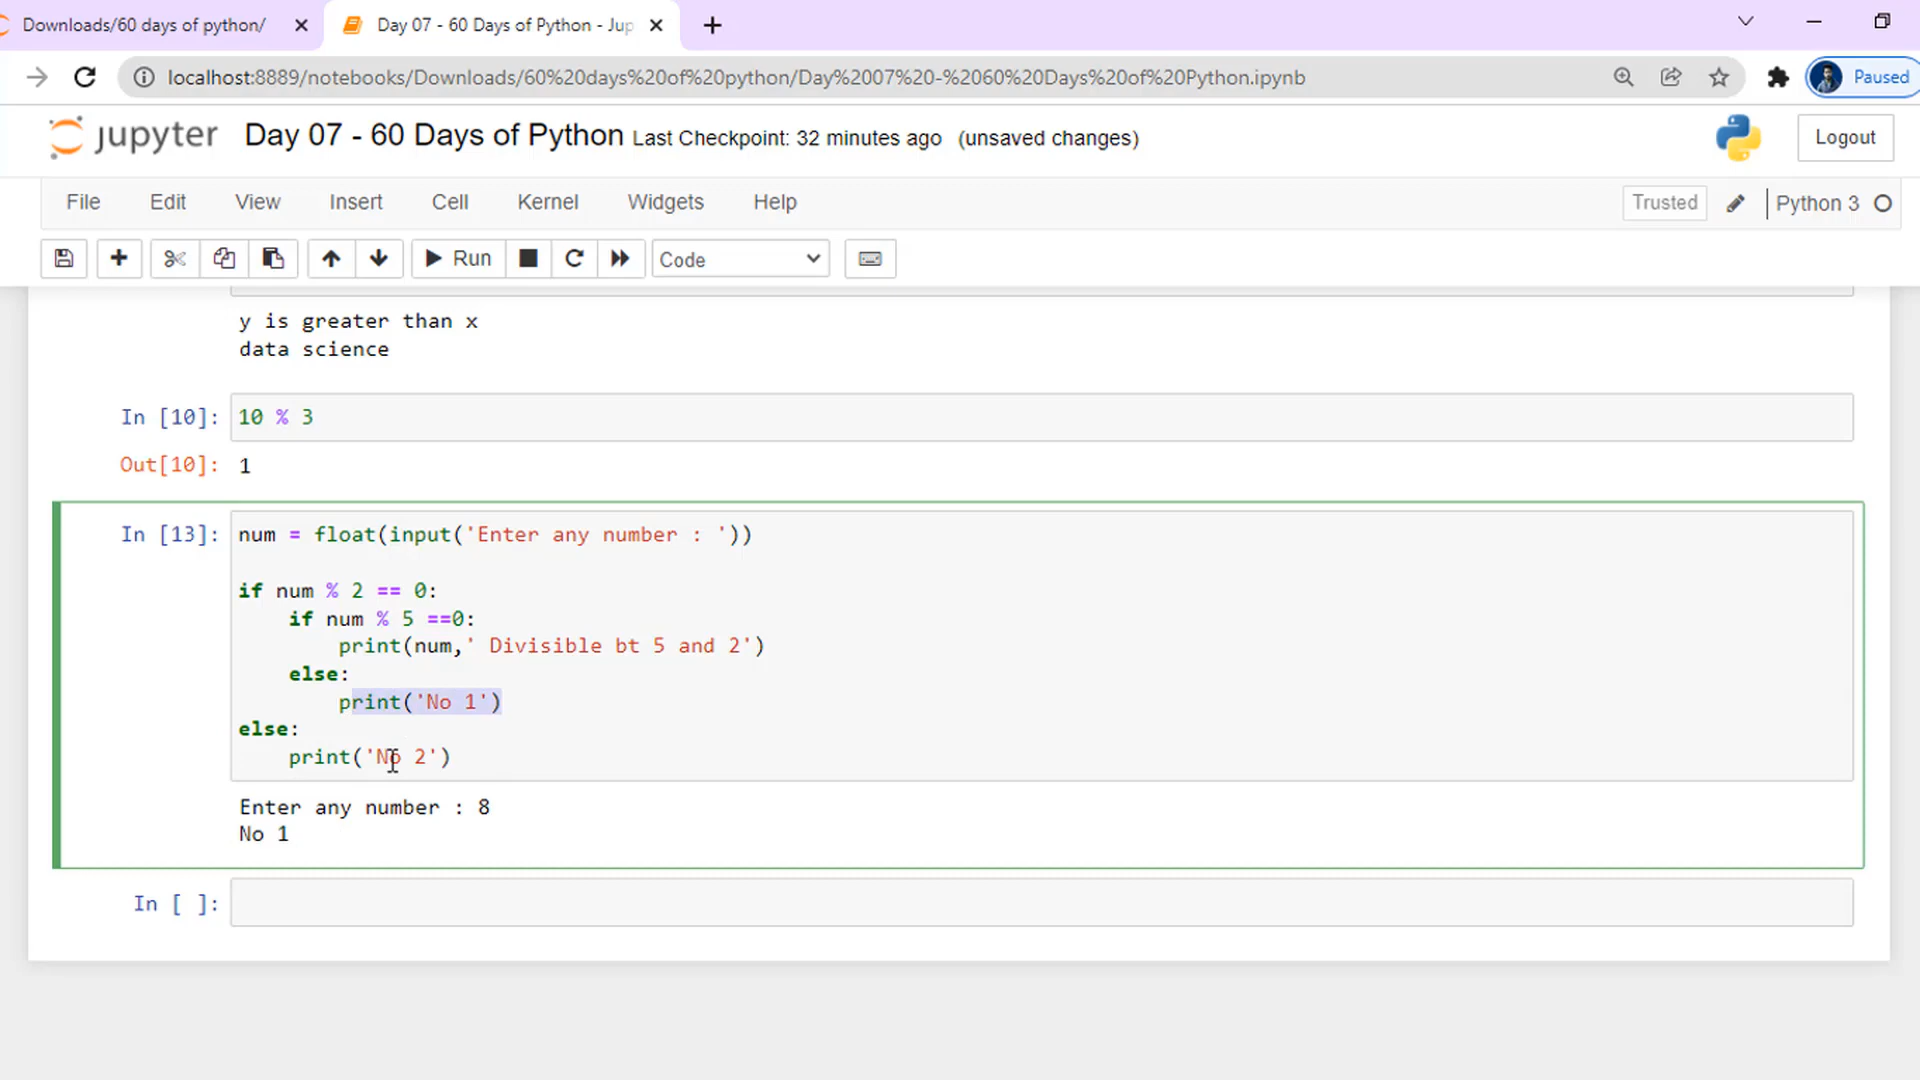 Downloads/60 days of python/
Day 07 - 60 Days of Python - Jup
localhost:8889/notebooks/Downloads/60%20days%20of%20python/Day%2007%20-%2060%20Days%20of%20Python.ipynb
Paused
jupyter Day 07 - 60 Days of Python Last Checkpoint: 32 minutes ago (unsaved changes)
Logout
File Edit View Insert Cell Kernel Widgets Help
Trusted
Python 3
Run
Code
y is greater than x
data science
In [10]: 10 % 3
Out[10]: 1
In [13]: num = float(input('Enter any number : '))
if num % 2 == 0:
    if num % 5 ==0:
        print(num,' Divisible bt 5 and 2')
    else:
        print('No 1')
else:
    print('No 2')
Enter any number : 8
No 1
In [ ]: